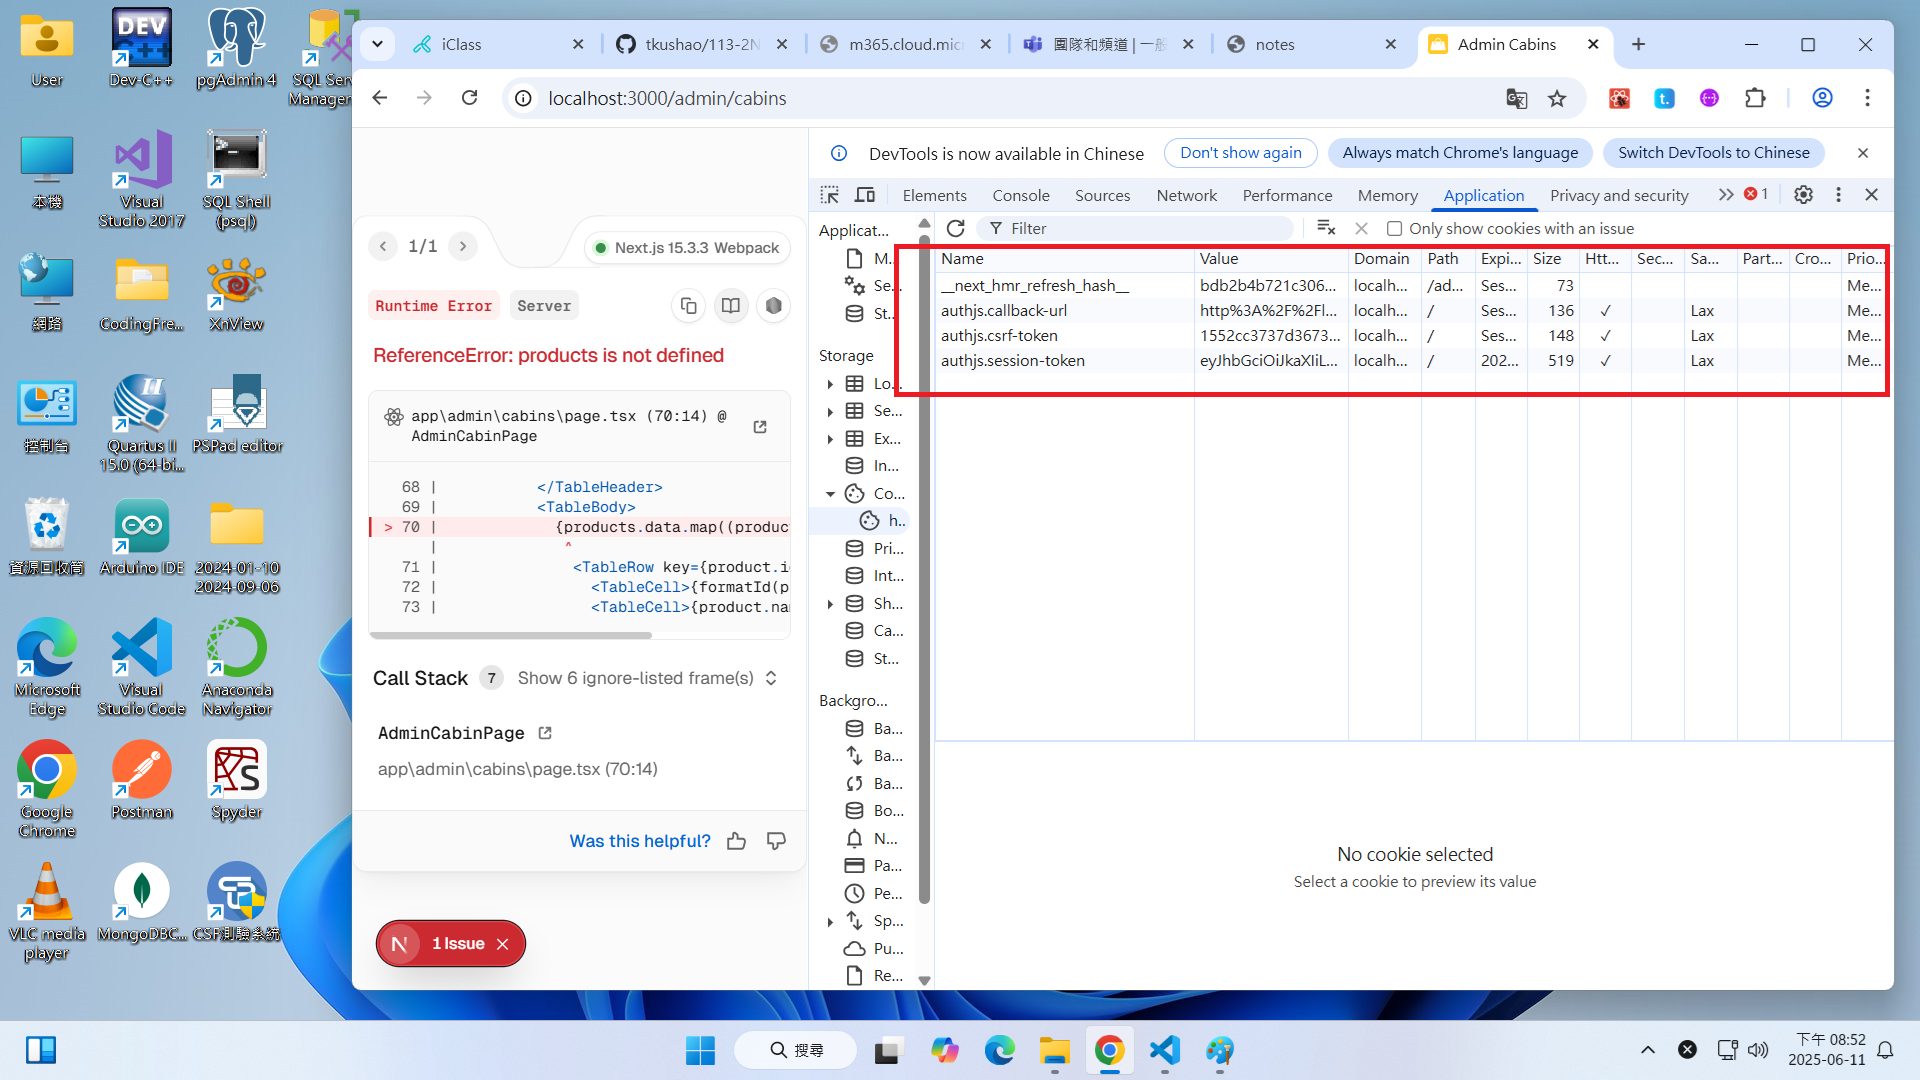 User
Dev-C++
pgAdmin 4
本機
Visual
Studio 2017
SQL Shell
(psql)
網路
CodingFre...
XnView
控制台
Quartus II
15.0 (64-bi...
PSPad editor
資源回收筒
Arduino IDE
2024-01-10
2024-09-06
Microsoft
Edge
Visual
Studio Code
Anaconda
Navigator
Google
Chrome
Postman
Spyder
VLC media
player
MongoDBC...
CSF測驗系統
iClass
tkushao/113-2N
m365.cloud.mic
團隊和頻道 | 一般
notes
Admin Cabins
localhost:3000/admin/cabins
DevTools is now available in Chinese
Don't show again
Always match Chrome's language
Switch DevTools to Chinese
Elements
Console
Sources
Network
Performance
Memory
Application
Privacy and security
1
Filter
Only show cookies with an issue
Applicat...
M...
Se...
St...
Storage
Lo...
Se...
Ex...
In...
Co...
h...
Pri...
Int...
Sh...
Ca...
St...
Backgro...
Ba...
Ba...
Ba...
Bo...
N...
Pa...
Pe...
Sp...
Pu...
Re...
Name Value Domain Path Expi... Size Htt... Sec... Sa... Part... Cro... Prio...
__next_hmr_refresh_hash__ bdb2b4b721c306... localh... /ad... Ses... 73 Me...
authjs.callback-url http%3A%2F%2Fl... localh... / Ses... 136 ✓ Lax Me...
authjs.csrf-token 1552cc3737d3673... localh... / Ses... 148 ✓ Lax Me...
authjs.session-token eyJhbGciOiJkaXIiL... localh... / 202... 519 ✓ Lax Me...
No cookie selected
Select a cookie to preview its value
1/1
Next.js 15.3.3 Webpack
Runtime Error
Server
ReferenceError: products is not defined
app\admin\cabins\page.tsx (70:14) @
AdminCabinPage
68 | </TableHeader>
69 | <TableBody>
> 70 | {products.data.map((produc
| ^
71 | <TableRow key={product.i
72 | <TableCell>{formatId(p
73 | <TableCell>{product.na
Call Stack 7 Show 6 ignore-listed frame(s)
AdminCabinPage
app\admin\cabins\page.tsx (70:14)
Was this helpful?
N 1 Issue
搜尋
下午 08:52
2025-06-11